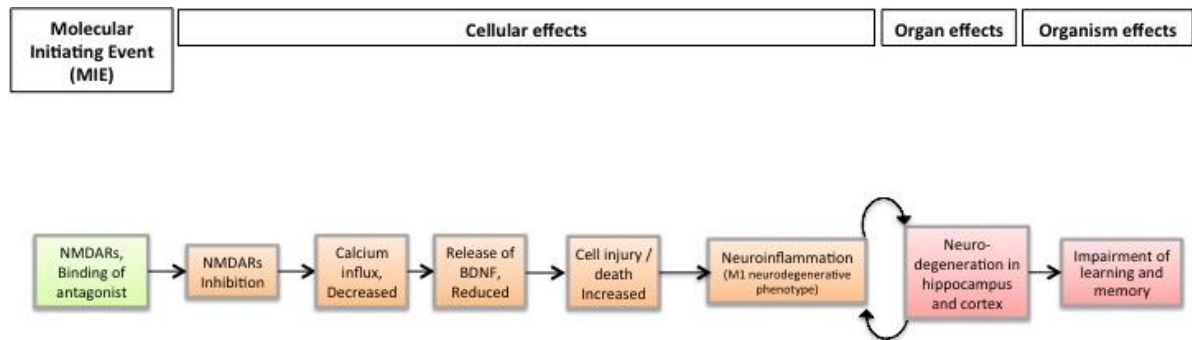 Molecular
Initiating Event
(MIE)
Cellular effects
Organ effects
Organism effects
NMDARs,
Binding of
antagonist
NMDARs
Inhibition
Calcium
influx,
Decreased
Release of
BDNF,
Reduced
Cell injury /
death
Increased
Neuroinflammation
(M1 neurodegenerative
phenotype)
Neuro-
degeneration in
hippocampus
and cortex
Impairment of
learning and
memory